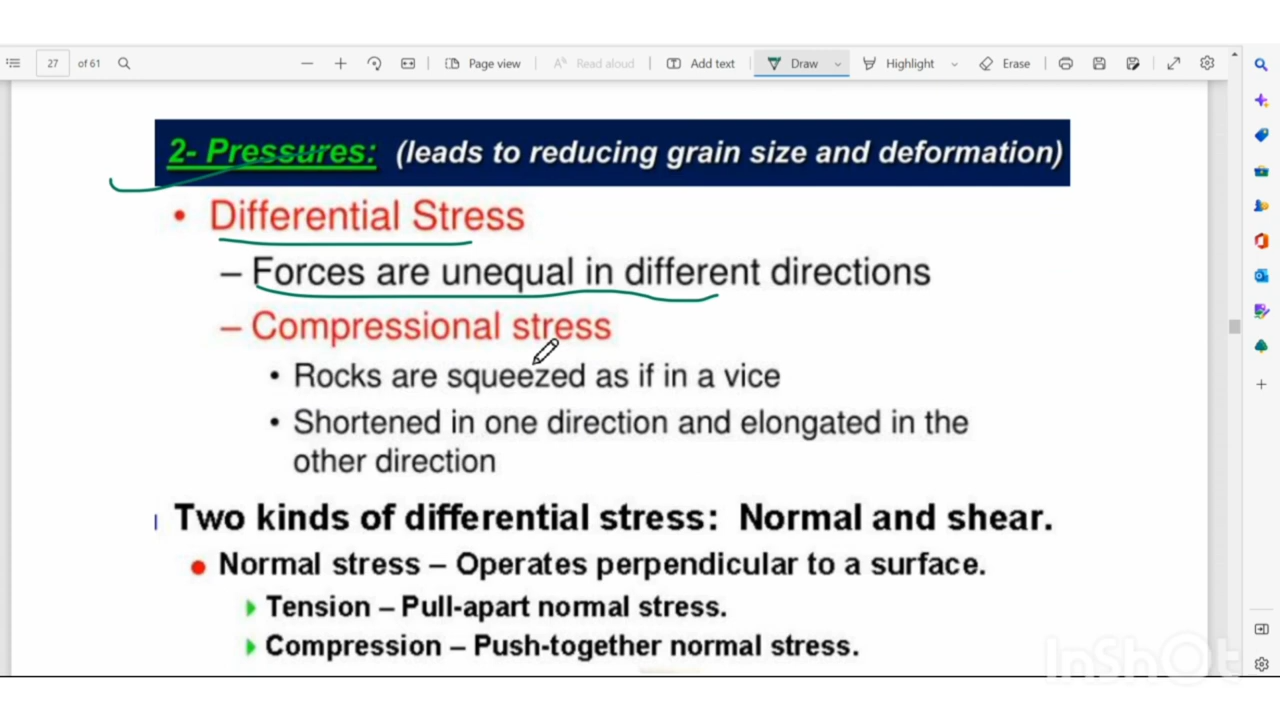 27 of 61 Page view Read aloud Add text Draw Highlight Erase
2- Pressures: (leads to reducing grain size and deformation)
• Differential Stress
– Forces are unequal in different directions
– Compressional stress
• Rocks are squeezed as if in a vice
• Shortened in one direction and elongated in the
other direction
Two kinds of differential stress: Normal and shear.
• Normal stress – Operates perpendicular to a surface.
Tension – Pull-apart normal stress.
Compression – Push-together normal stress.
InShOt